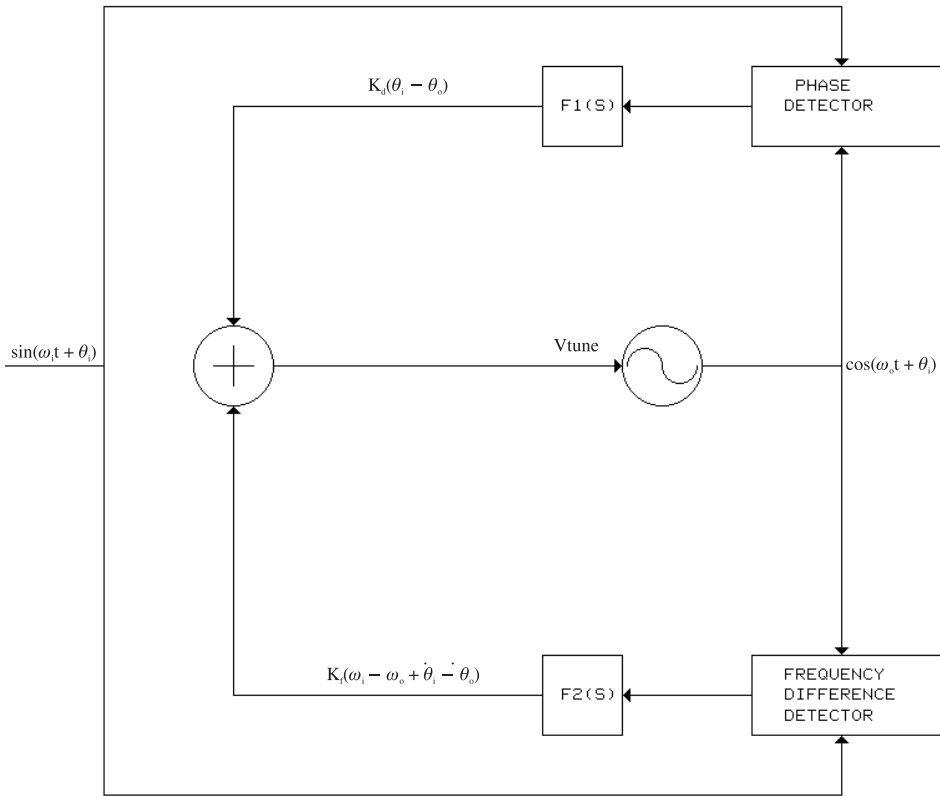 PHASE
DETECTOR
K_d(θ_i − θ_o)
F1(S)
sin(ω_i t + θ_i)
Vtune
cos(ω_o t + θ_i)
K_f(ω_i − ω_o + θ̇_i − θ̇_o)
F2(S)
FREQUENCY
DIFFERENCE
DETECTOR